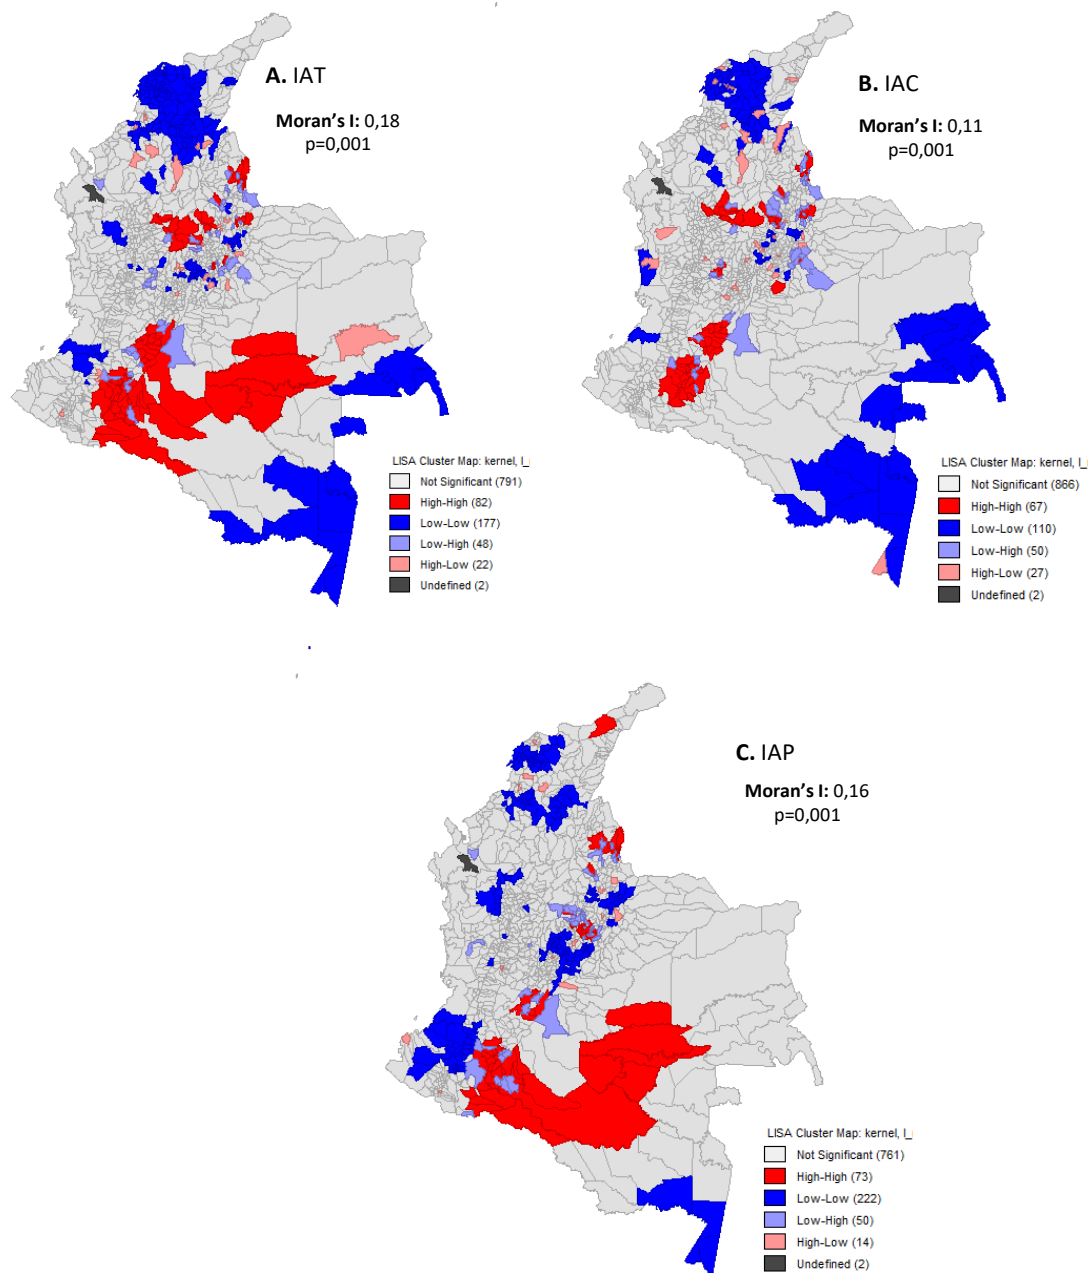 A. IAT
Moran's I: 0,18
p=0,001
LISA Cluster Map: kernel, I_
Not Significant (791)
High-High (82)
Low-Low (177)
Low-High (48)
High-Low (22)
Undefined (2)
B. IAC
Moran's I: 0,11
p=0,001
LISA Cluster Map: kernel, I_
Not Significant (866)
High-High (67)
Low-Low (110)
Low-High (50)
High-Low (27)
Undefined (2)
C. IAP
Moran's I: 0,16
p=0,001
LISA Cluster Map: kernel, I_
Not Significant (761)
High-High (73)
Low-Low (222)
Low-High (50)
High-Low (14)
Undefined (2)